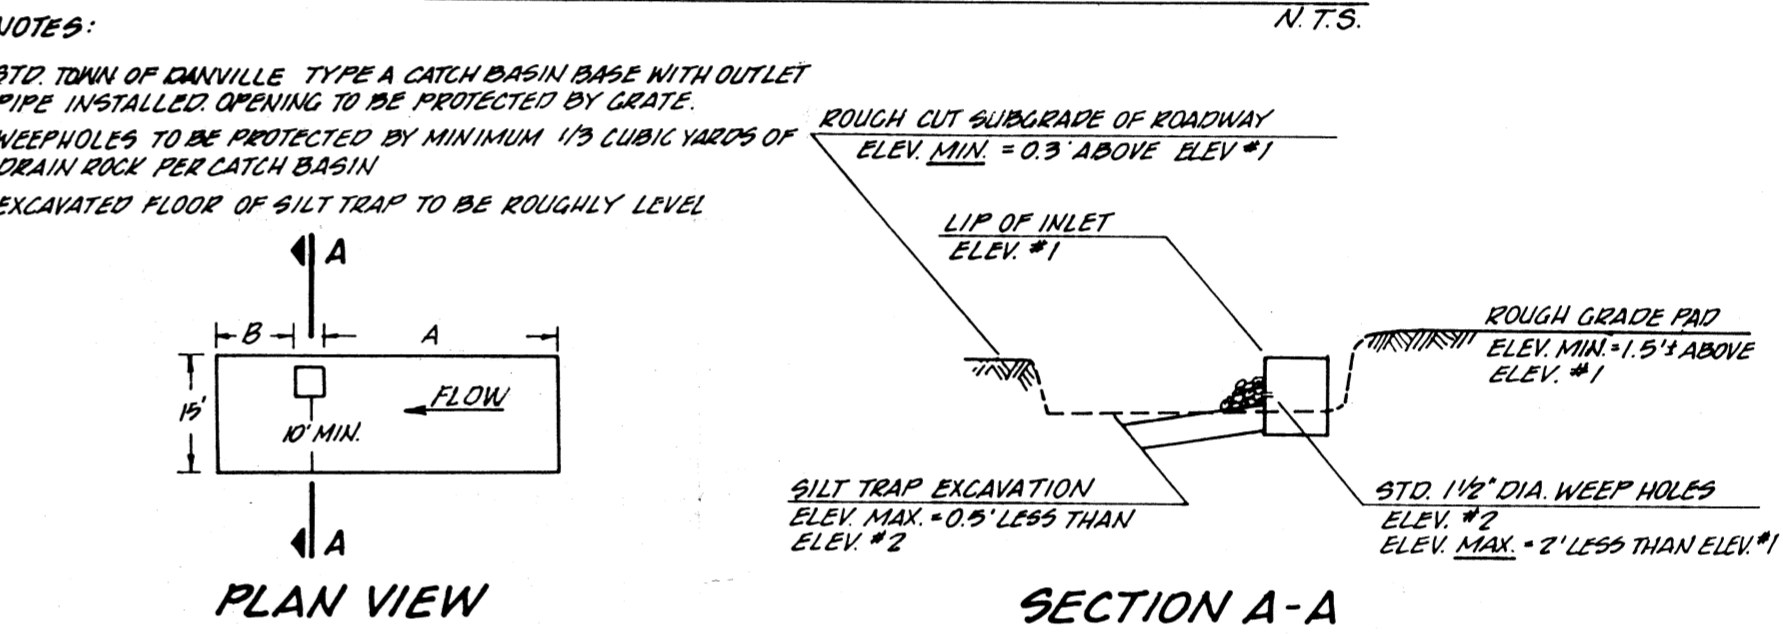 N.T.S.
NOTES:
STD. TOWN OF DANVILLE TYPE A CATCH BASIN BASE WITH OUTLET
PIPE INSTALLED. OPENING TO BE PROTECTED BY GRATE.
WEEPHOLES TO BE PROTECTED BY MINIMUM 1/3 CUBIC YARDS OF
DRAIN ROCK PER CATCH BASIN
EXCAVATED FLOOR OF SILT TRAP TO BE ROUGHLY LEVEL
A
B
A
15'
FLOW
10' MIN.
A
PLAN VIEW
ROUGH CUT SUBGRADE OF ROADWAY
ELEV. MIN. = 0.3' ABOVE ELEV #1
LIP OF INLET
ELEV. #1
ROUGH GRADE PAD
ELEV. MIN. = 1.5'± ABOVE
ELEV. #1
SILT TRAP EXCAVATION
ELEV. MAX. = 0.5' LESS THAN
ELEV. #2
STD. 1 1/2" DIA. WEEP HOLES
ELEV. #2
ELEV. MAX. = 2' LESS THAN ELEV. #1
SECTION A-A